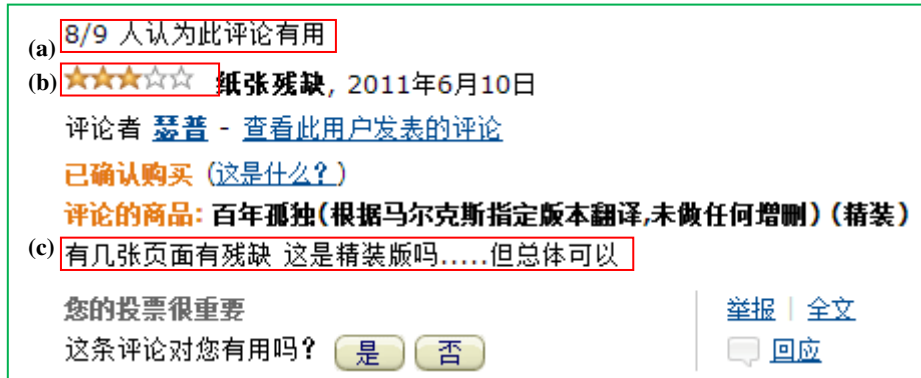 (a) 8/9 人认为此评论有用
(b) 纸张残缺, 2011年6月10日
评论者 瑟普 - 查看此用户发表的评论
已确认购买 (这是什么? )
评论的商品: 百年孤独(根据马尔克斯指定版本翻译,未做任何增删) (精装)
(c) 有几张页面有残缺 这是精装版吗.....但总体可以
您的投票很重要
这条评论对您有用吗? 是 否
举报 | 全文
回应